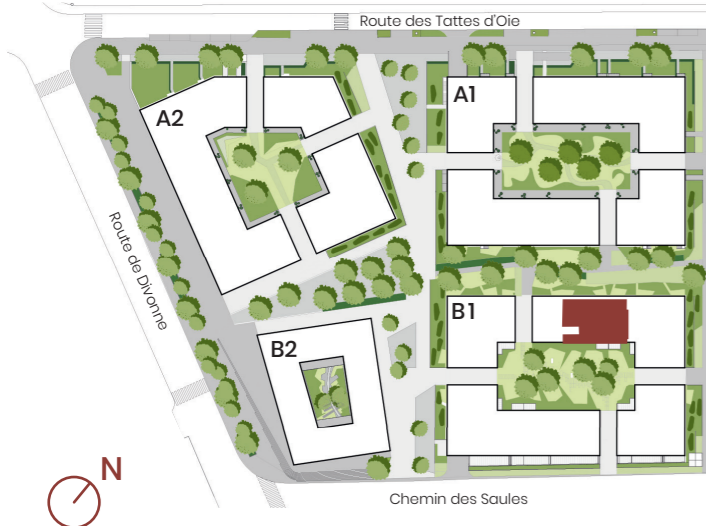 Route des Tattes d'Oie
A2
A1
Route de Divonne
B1
B2
N
Chemin des Saules